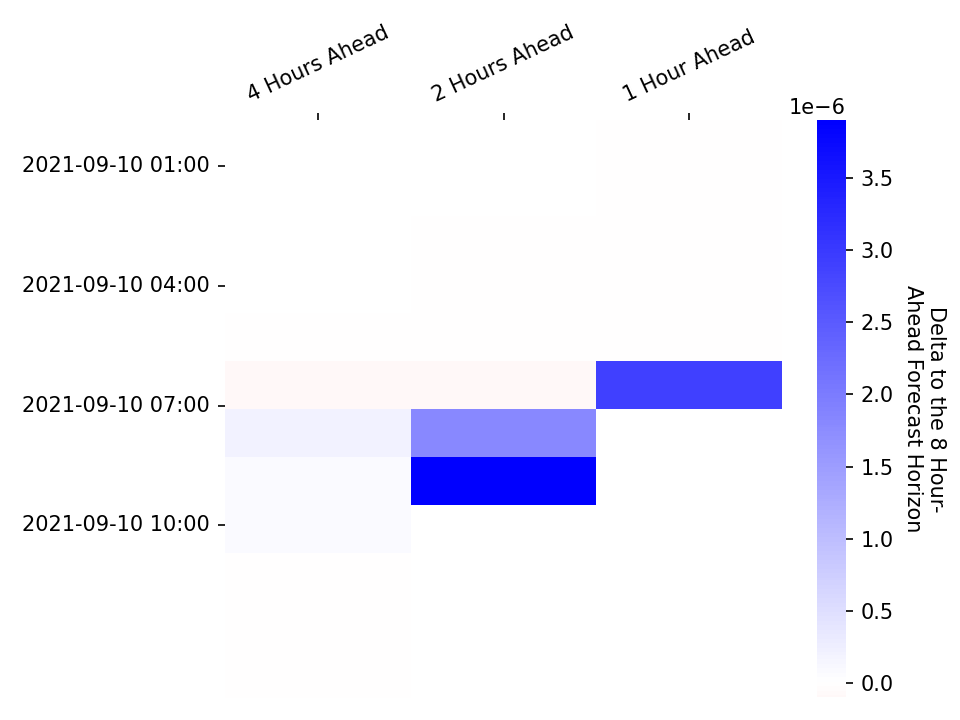 4 Hours Ahead
2 Hours Ahead
1 Hour Ahead
1e−6
2021-09-10 01:00
2021-09-10 04:00
2021-09-10 07:00
2021-09-10 10:00
3.5
3.0
2.5
2.0
1.5
1.0
0.5
0.0
Delta to the 8 Hour-
Ahead Forecast Horizon